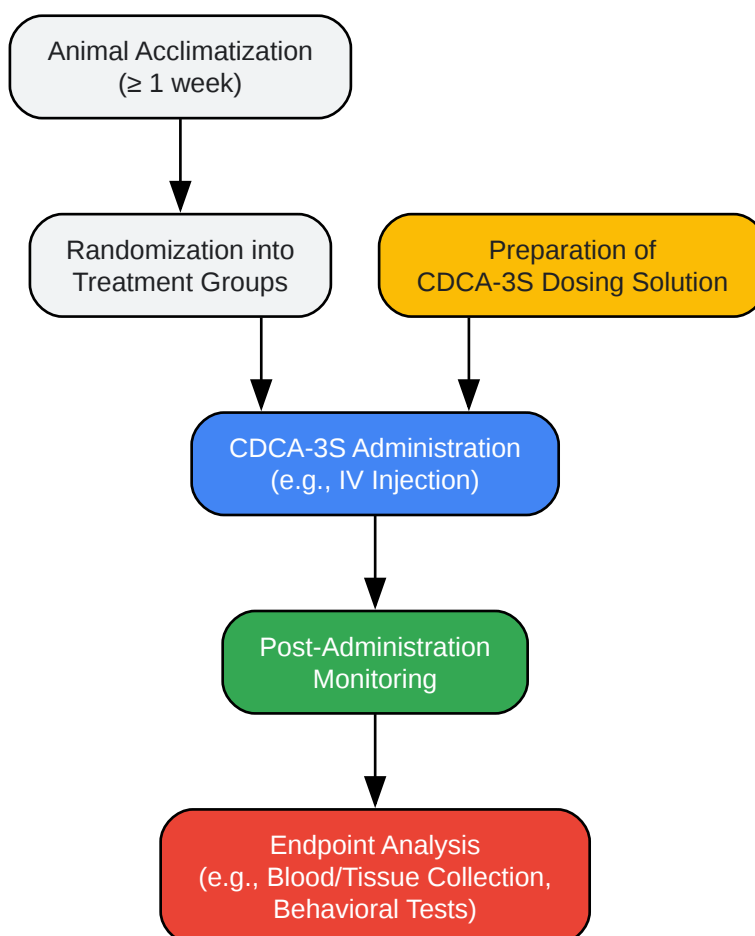 Animal Acclimatization
(≥ 1 week)
Randomization into
Treatment Groups
Preparation of
CDCA-3S Dosing Solution
CDCA-3S Administration
(e.g., IV Injection)
Post-Administration
Monitoring
Endpoint Analysis
(e.g., Blood/Tissue Collection,
Behavioral Tests)